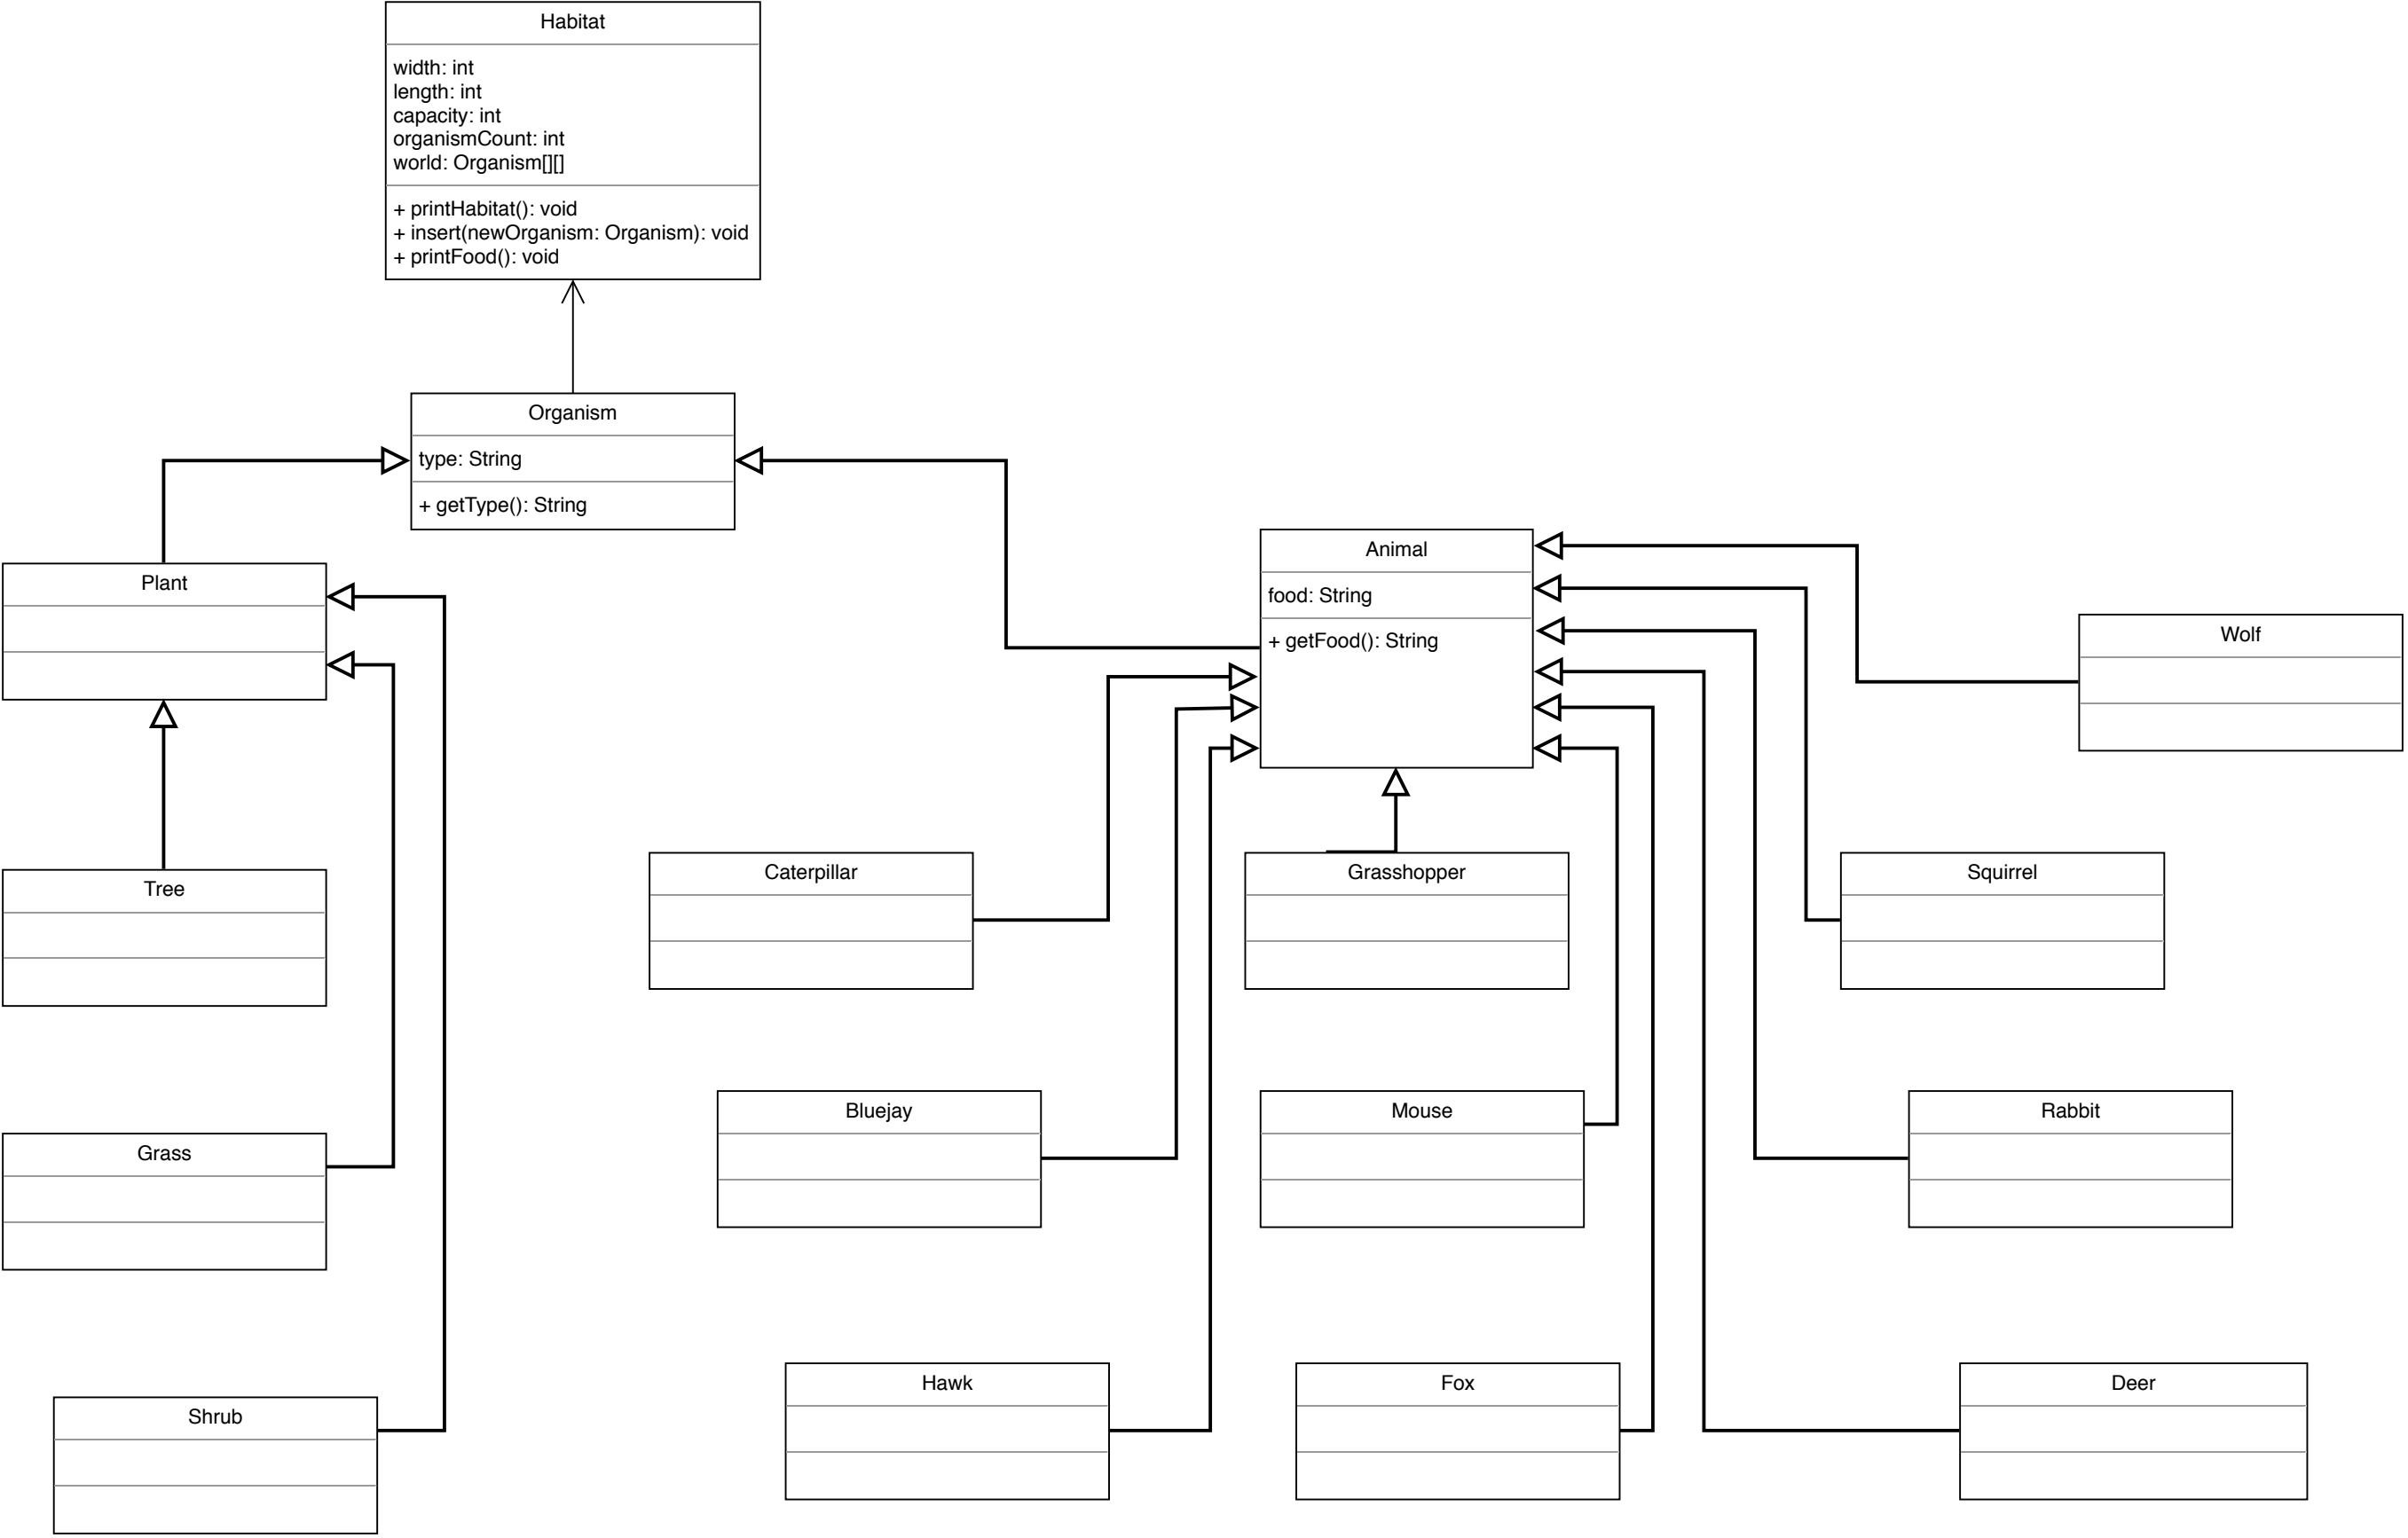 Habitat
width: int
length: int
capacity: int
organismCount: int
world: Organism[][]
+ printHabitat(): void
+ insert(newOrganism: Organism): void
+ printFood(): void
Organism
type: String
+ getType(): String
Plant
Animal
food: String
+ getFood(): String
Wolf
Tree
Caterpillar
Grasshopper
Squirrel
Grass
Bluejay
Mouse
Rabbit
Shrub
Hawk
Fox
Deer